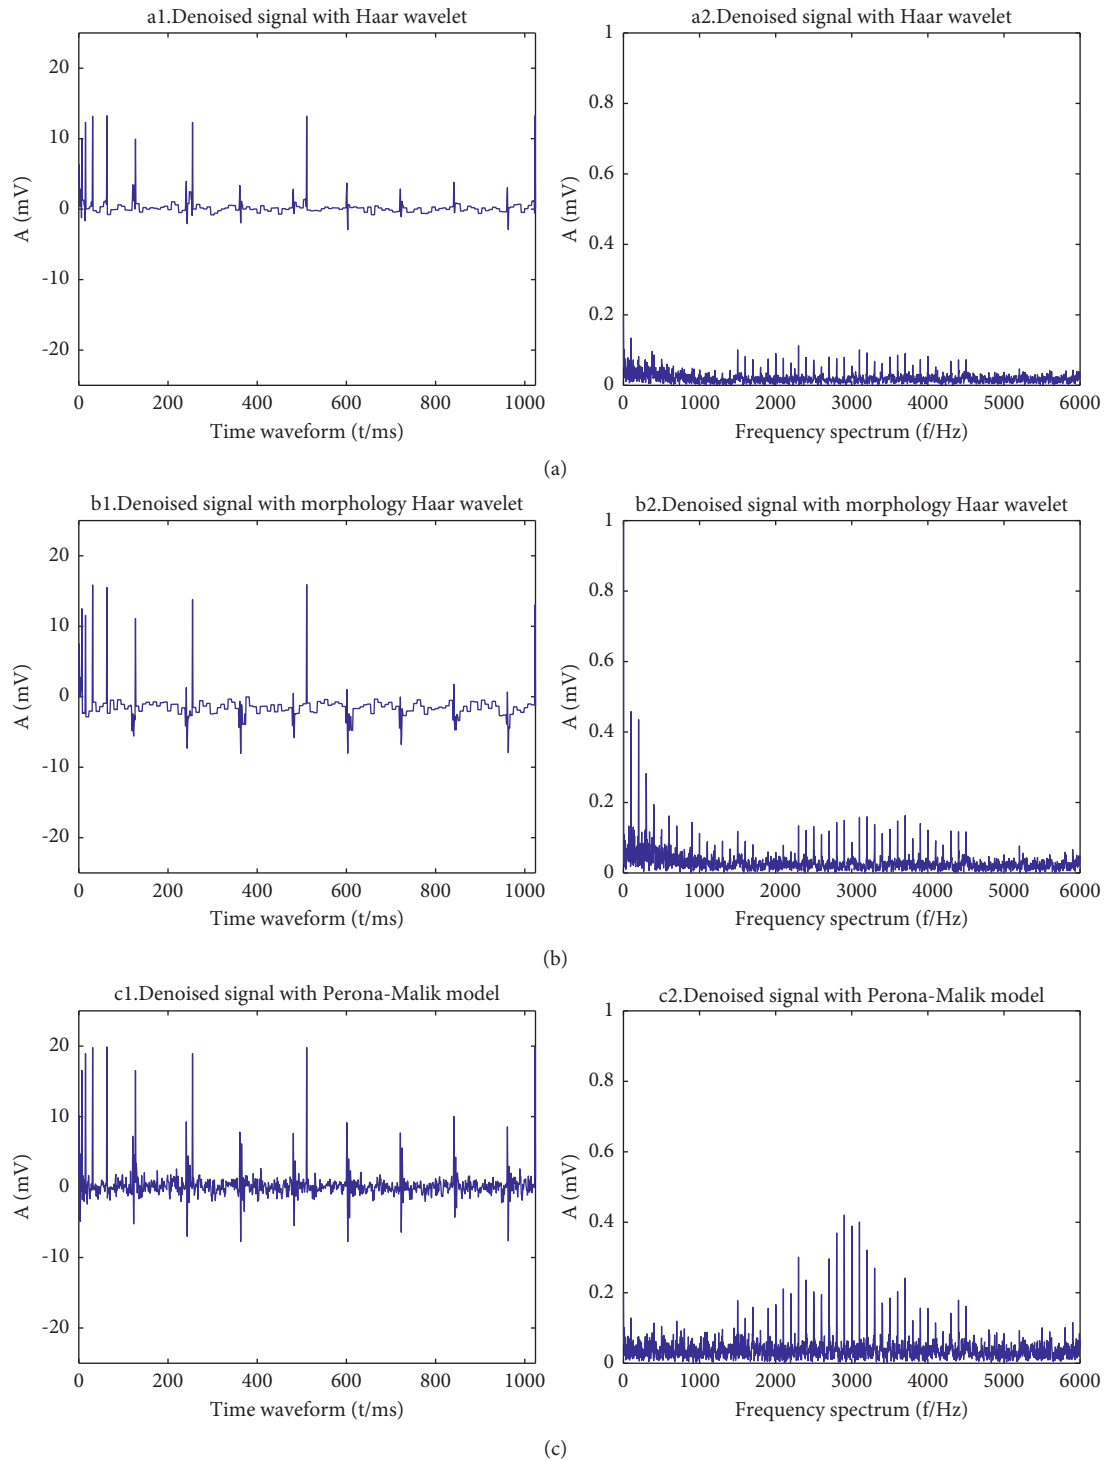 a1.Denoised signal with Haar wavelet
20
10
0
-10
-20
A (mV)
0 200 400 600 800 1000
Time waveform (t/ms)
a2.Denoised signal with Haar wavelet
1
0.8
0.6
0.4
0.2
0
A (mV)
0 1000 2000 3000 4000 5000 6000
Frequency spectrum (f/Hz)
(a)
b1.Denoised signal with morphology Haar wavelet
20
10
0
-10
-20
A (mV)
0 200 400 600 800 1000
Time waveform (t/ms)
b2.Denoised signal with morphology Haar wavelet
1
0.8
0.6
0.4
0.2
0
A (mV)
0 1000 2000 3000 4000 5000 6000
Frequency spectrum (f/Hz)
(b)
c1.Denoised signal with Perona-Malik model
20
10
0
-10
-20
A (mV)
0 200 400 600 800 1000
Time waveform (t/ms)
c2.Denoised signal with Perona-Malik model
1
0.8
0.6
0.4
0.2
0
A (mV)
0 1000 2000 3000 4000 5000 6000
Frequency spectrum (f/Hz)
(c)